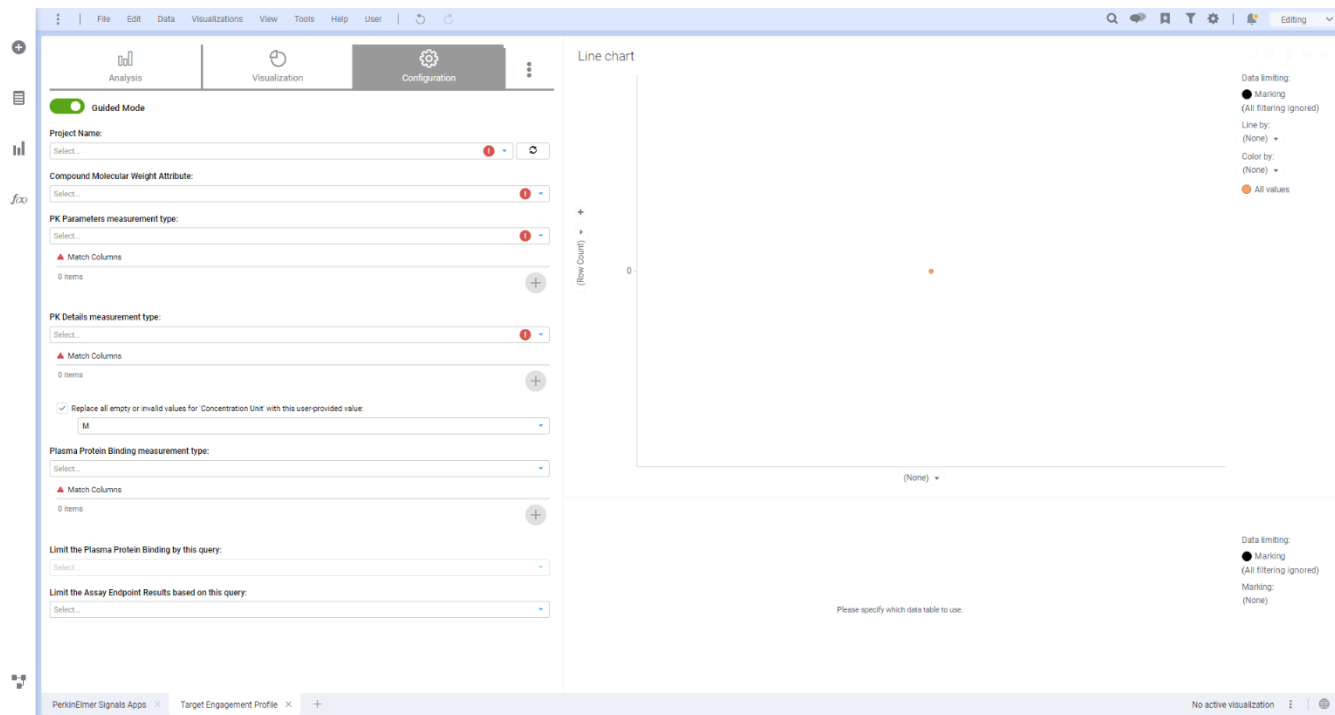 File Edit Data Visualizations View Tools Help User
Editing
Analysis
Visualization
Configuration
Guided Mode
Project Name:
Select...
Compound Molecular Weight Attribute:
Select...
PK Parameters measurement type:
Select...
Match Columns
0 items
PK Details measurement type:
Select...
Match Columns
0 items
Replace all empty or invalid values for 'Concentration Unit' with this user-provided value:
M
Plasma Protein Binding measurement type:
Select...
Match Columns
0 items
Limit the Plasma Protein Binding by this query:
Select...
Limit the Assay Endpoint Results based on this query:
Select...
f(x)
Line chart
(Row Count)
0
(None)
Data limiting:
Marking
(All filtering ignored)
Line by:
(None)
Color by:
(None)
All values
Please specify which data table to use.
Data limiting:
Marking
(All filtering ignored)
Marking:
(None)
PerkinElmer Signals Apps
Target Engagement Profile
No active visualization